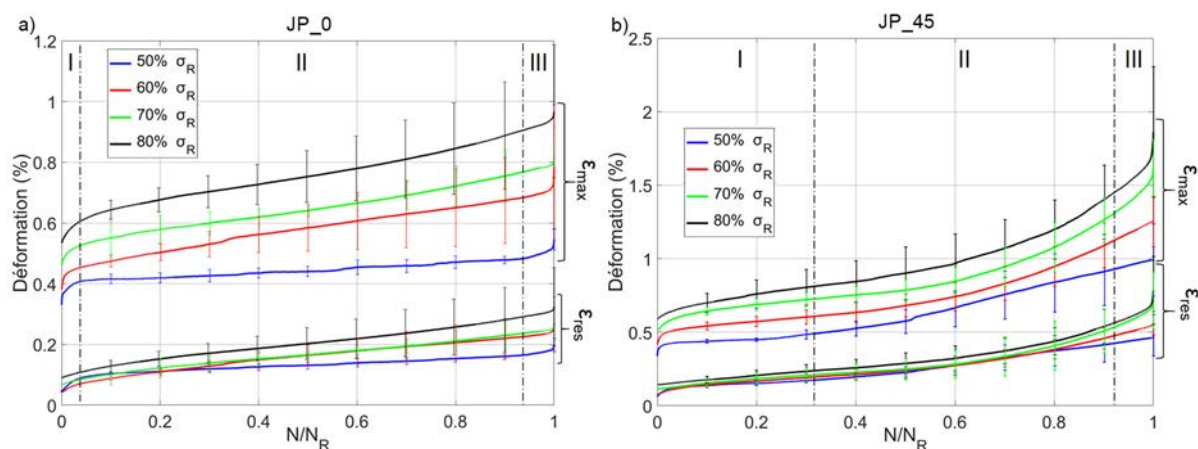 a)
JP_0
1.2
1
0.8
0.6
0.4
0.2
0
Déformation (%)
I
II
III
50% σR
60% σR
70% σR
80% σR
εmax
εres
0
0.2
0.4
0.6
0.8
1
N/NR
b)
JP_45
2.5
2
1.5
1
0.5
0
Déformation (%)
I
II
III
50% σR
60% σR
70% σR
80% σR
εmax
εres
0
0.2
0.4
0.6
0.8
1
N/NR